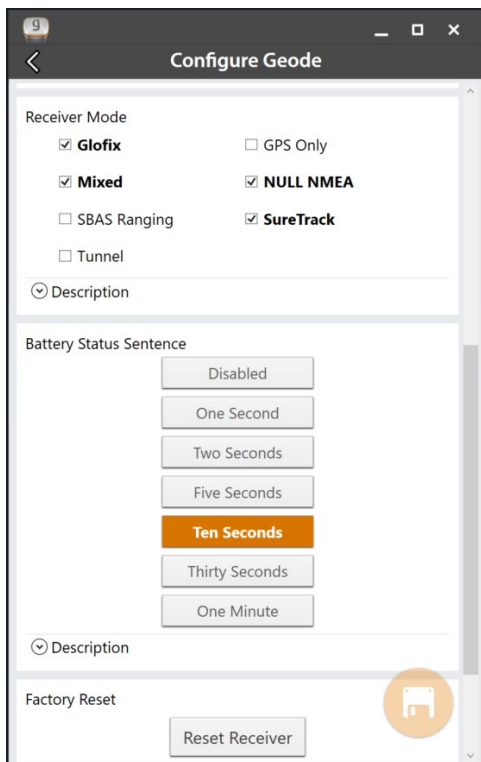 9
Configure Geode
Receiver Mode
Glofix
GPS Only
Mixed
NULL NMEA
SBAS Ranging
SureTrack
Tunnel
Description
Battery Status Sentence
Disabled
One Second
Two Seconds
Five Seconds
Ten Seconds
Thirty Seconds
One Minute
Description
Factory Reset
Reset Receiver